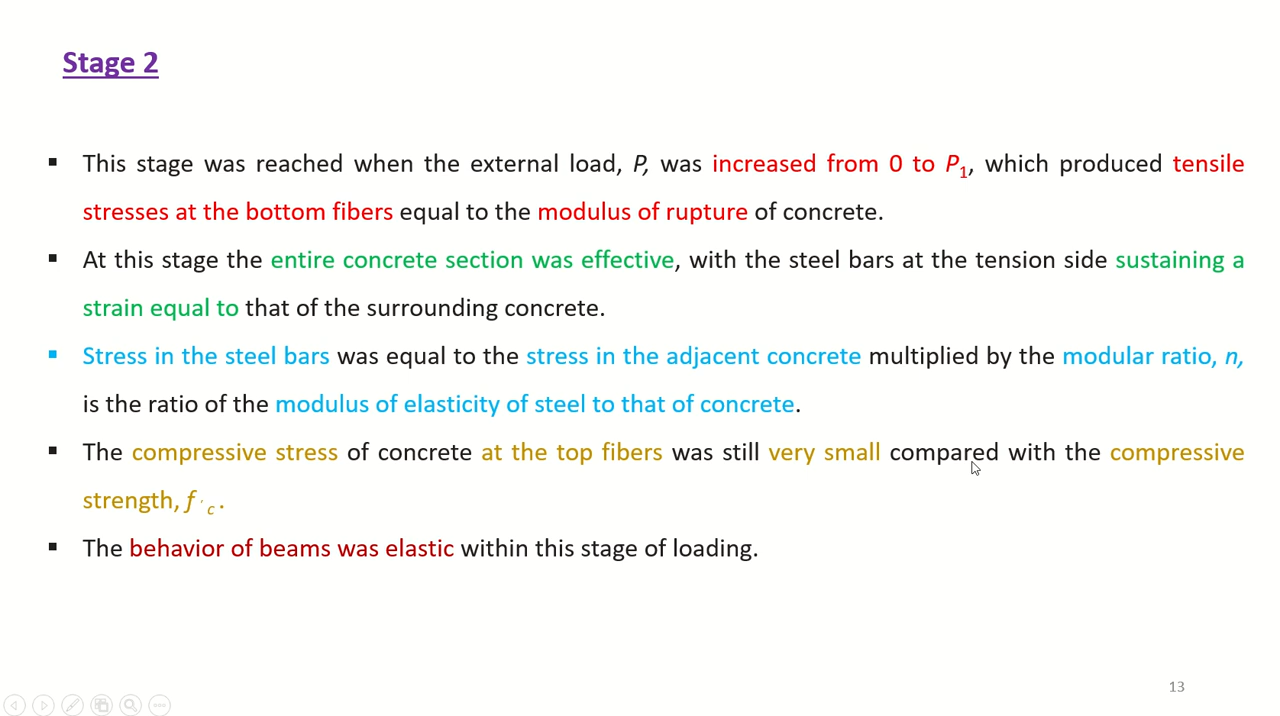 Stage 2
▪ This stage was reached when the external load, P, was increased from 0 to P₁, which produced tensile
stresses at the bottom fibers equal to the modulus of rupture of concrete.
▪ At this stage the entire concrete section was effective, with the steel bars at the tension side sustaining a
strain equal to that of the surrounding concrete.
▪ Stress in the steel bars was equal to the stress in the adjacent concrete multiplied by the modular ratio, n,
is the ratio of the modulus of elasticity of steel to that of concrete.
▪ The compressive stress of concrete at the top fibers was still very small compared with the compressive
strength, f ′ c .
▪ The behavior of beams was elastic within this stage of loading.
13